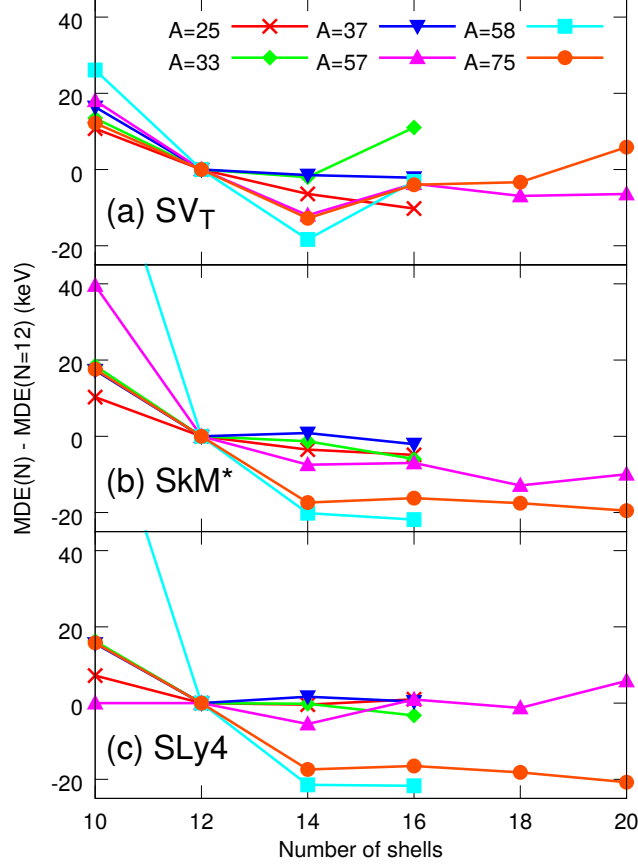 40
A=25 A=37 A=58
A=33 A=57 A=75
20
0
-20
(a) SV_T
MDE(N) - MDE(N=12) (keV)
40
20
0
-20
(b) SkM*
40
20
0
-20
(c) SLy4
10 12 14 16 18 20
Number of shells